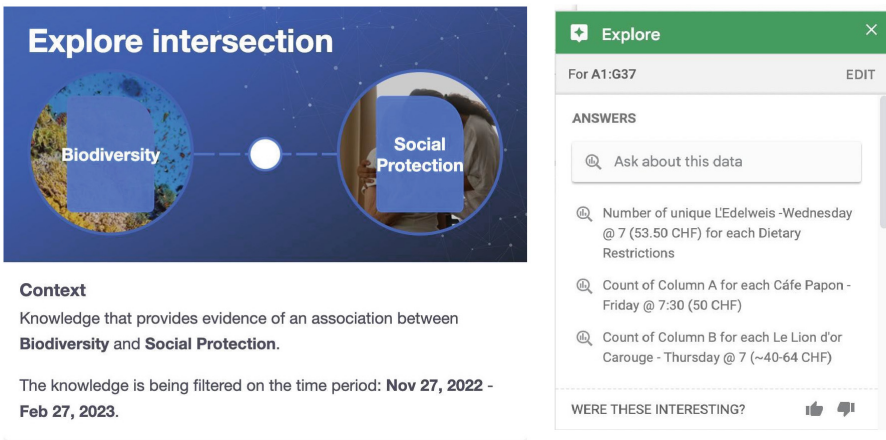 Explore intersection
Biodiversity
Social
Protection
Context
Knowledge that provides evidence of an association between
Biodiversity and Social Protection.
The knowledge is being filtered on the time period: Nov 27, 2022 -
Feb 27, 2023.
Explore
For A1:G37 EDIT
ANSWERS
Ask about this data
Number of unique L'Edelweis -Wednesday
@ 7 (53.50 CHF) for each Dietary
Restrictions
Count of Column A for each Cáfe Papon -
Friday @ 7:30 (50 CHF)
Count of Column B for each Le Lion d'or
Carouge - Thursday @ 7 (~40-64 CHF)
WERE THESE INTERESTING?